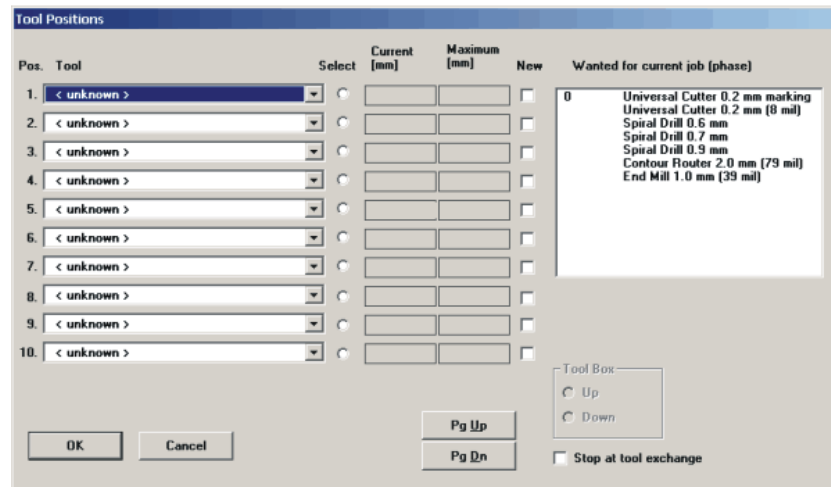 Tool Positions
Pos. Tool Select Current [mm] Maximum [mm] New Wanted for current job (phase)
1. < unknown >
2. < unknown >
3. < unknown >
4. < unknown >
5. < unknown >
6. < unknown >
7. < unknown >
8. < unknown >
9. < unknown >
10. < unknown >
0 Universal Cutter 0.2 mm marking
Universal Cutter 0.2 mm (8 mil)
Spiral Drill 0.6 mm
Spiral Drill 0.7 mm
Spiral Drill 0.9 mm
Contour Router 2.0 mm (79 mil)
End Mill 1.0 mm (39 mil)
Tool Box
Up
Down
Stop at tool exchange
Pg Up
Pg Dn
OK Cancel